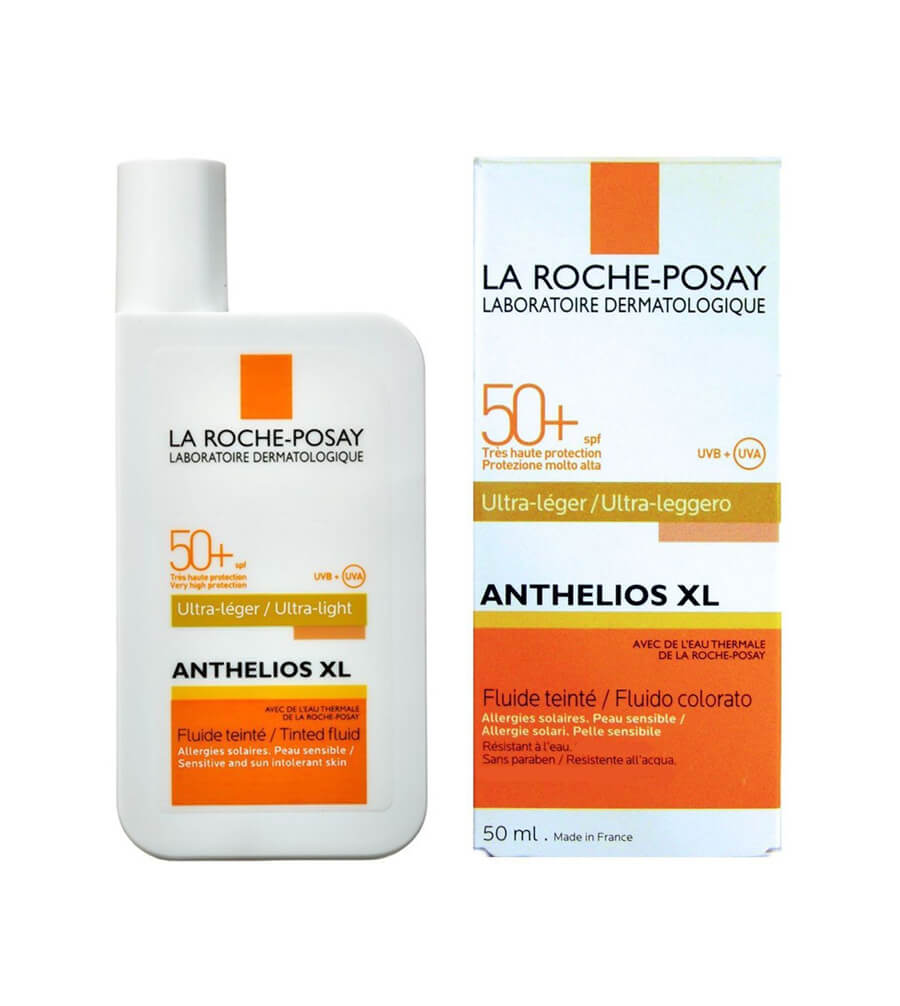 LA ROCHE-POSAY
LABORATOIRE DERMATOLOGIQUE
50+ spf
Très haute protection
Very high protection
UVB + UVA
Ultra-léger / Ultra-light
ANTHELIOS XL
AVEC DE L'EAU THERMALE
DE LA ROCHE-POSAY
Fluide teinté / Tinted fluid
Allergies solaires. Peau sensible /
Sensitive and sun intolerant skin
LA ROCHE-POSAY
LABORATOIRE DERMATOLOGIQUE
50+ spf
Très haute protection
Protezione molto alta
UVB + UVA
Ultra-léger / Ultra-leggero
ANTHELIOS XL
AVEC DE L'EAU THERMALE
DE LA ROCHE-POSAY
Fluide teinté / Fluido colorato
Allergies solaires. Peau sensible /
Allergie solari. Pelle sensibile
Résistant à l'eau.
Sans paraben / Resistente all'acqua.
50 ml . Made in France